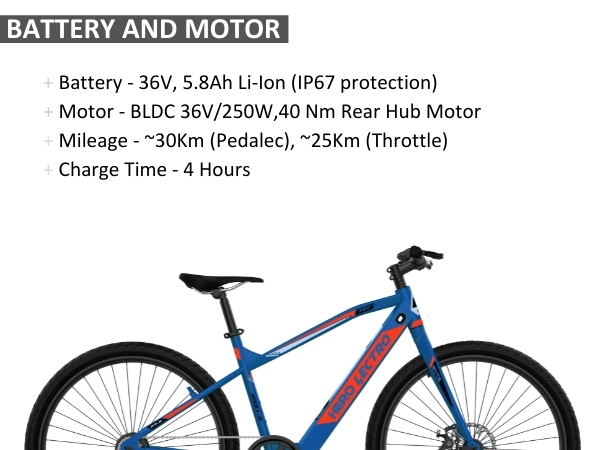 BATTERY AND MOTOR
+ Battery - 36V, 5.8Ah Li-Ion (IP67 protection)
+ Motor - BLDC 36V/250W,40 Nm Rear Hub Motor
+ Mileage - ~30Km (Pedalec), ~25Km (Throttle)
+ Charge Time - 4 Hours
HERO LECTRO